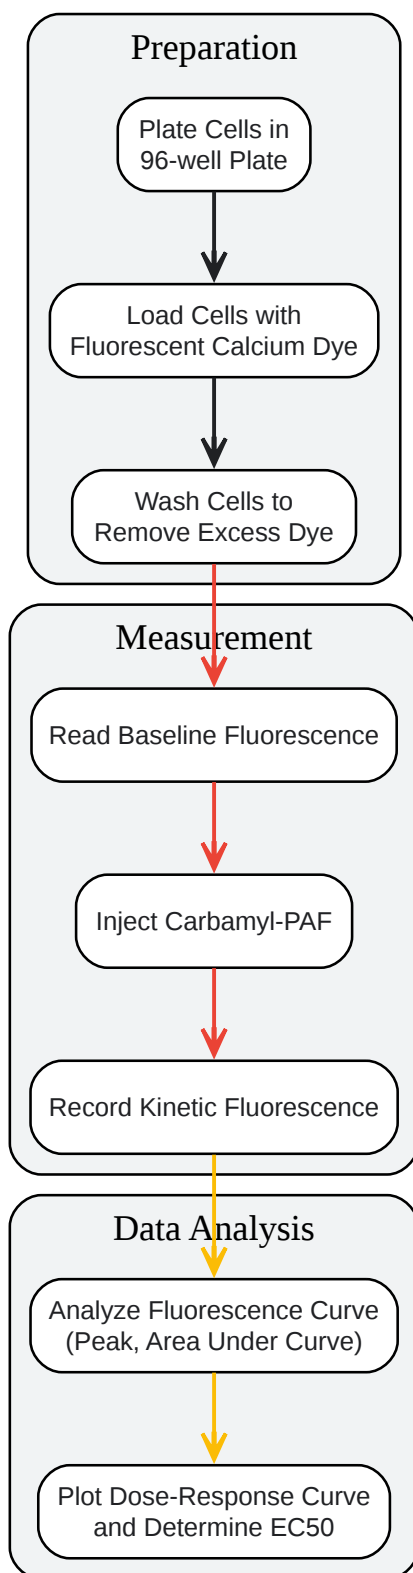 Preparation
Plate Cells in
96-well Plate
Load Cells with
Fluorescent Calcium Dye
Wash Cells to
Remove Excess Dye
Measurement
Read Baseline Fluorescence
Inject Carbamyl-PAF
Record Kinetic Fluorescence
Data Analysis
Analyze Fluorescence Curve
(Peak, Area Under Curve)
Plot Dose-Response Curve
and Determine EC50